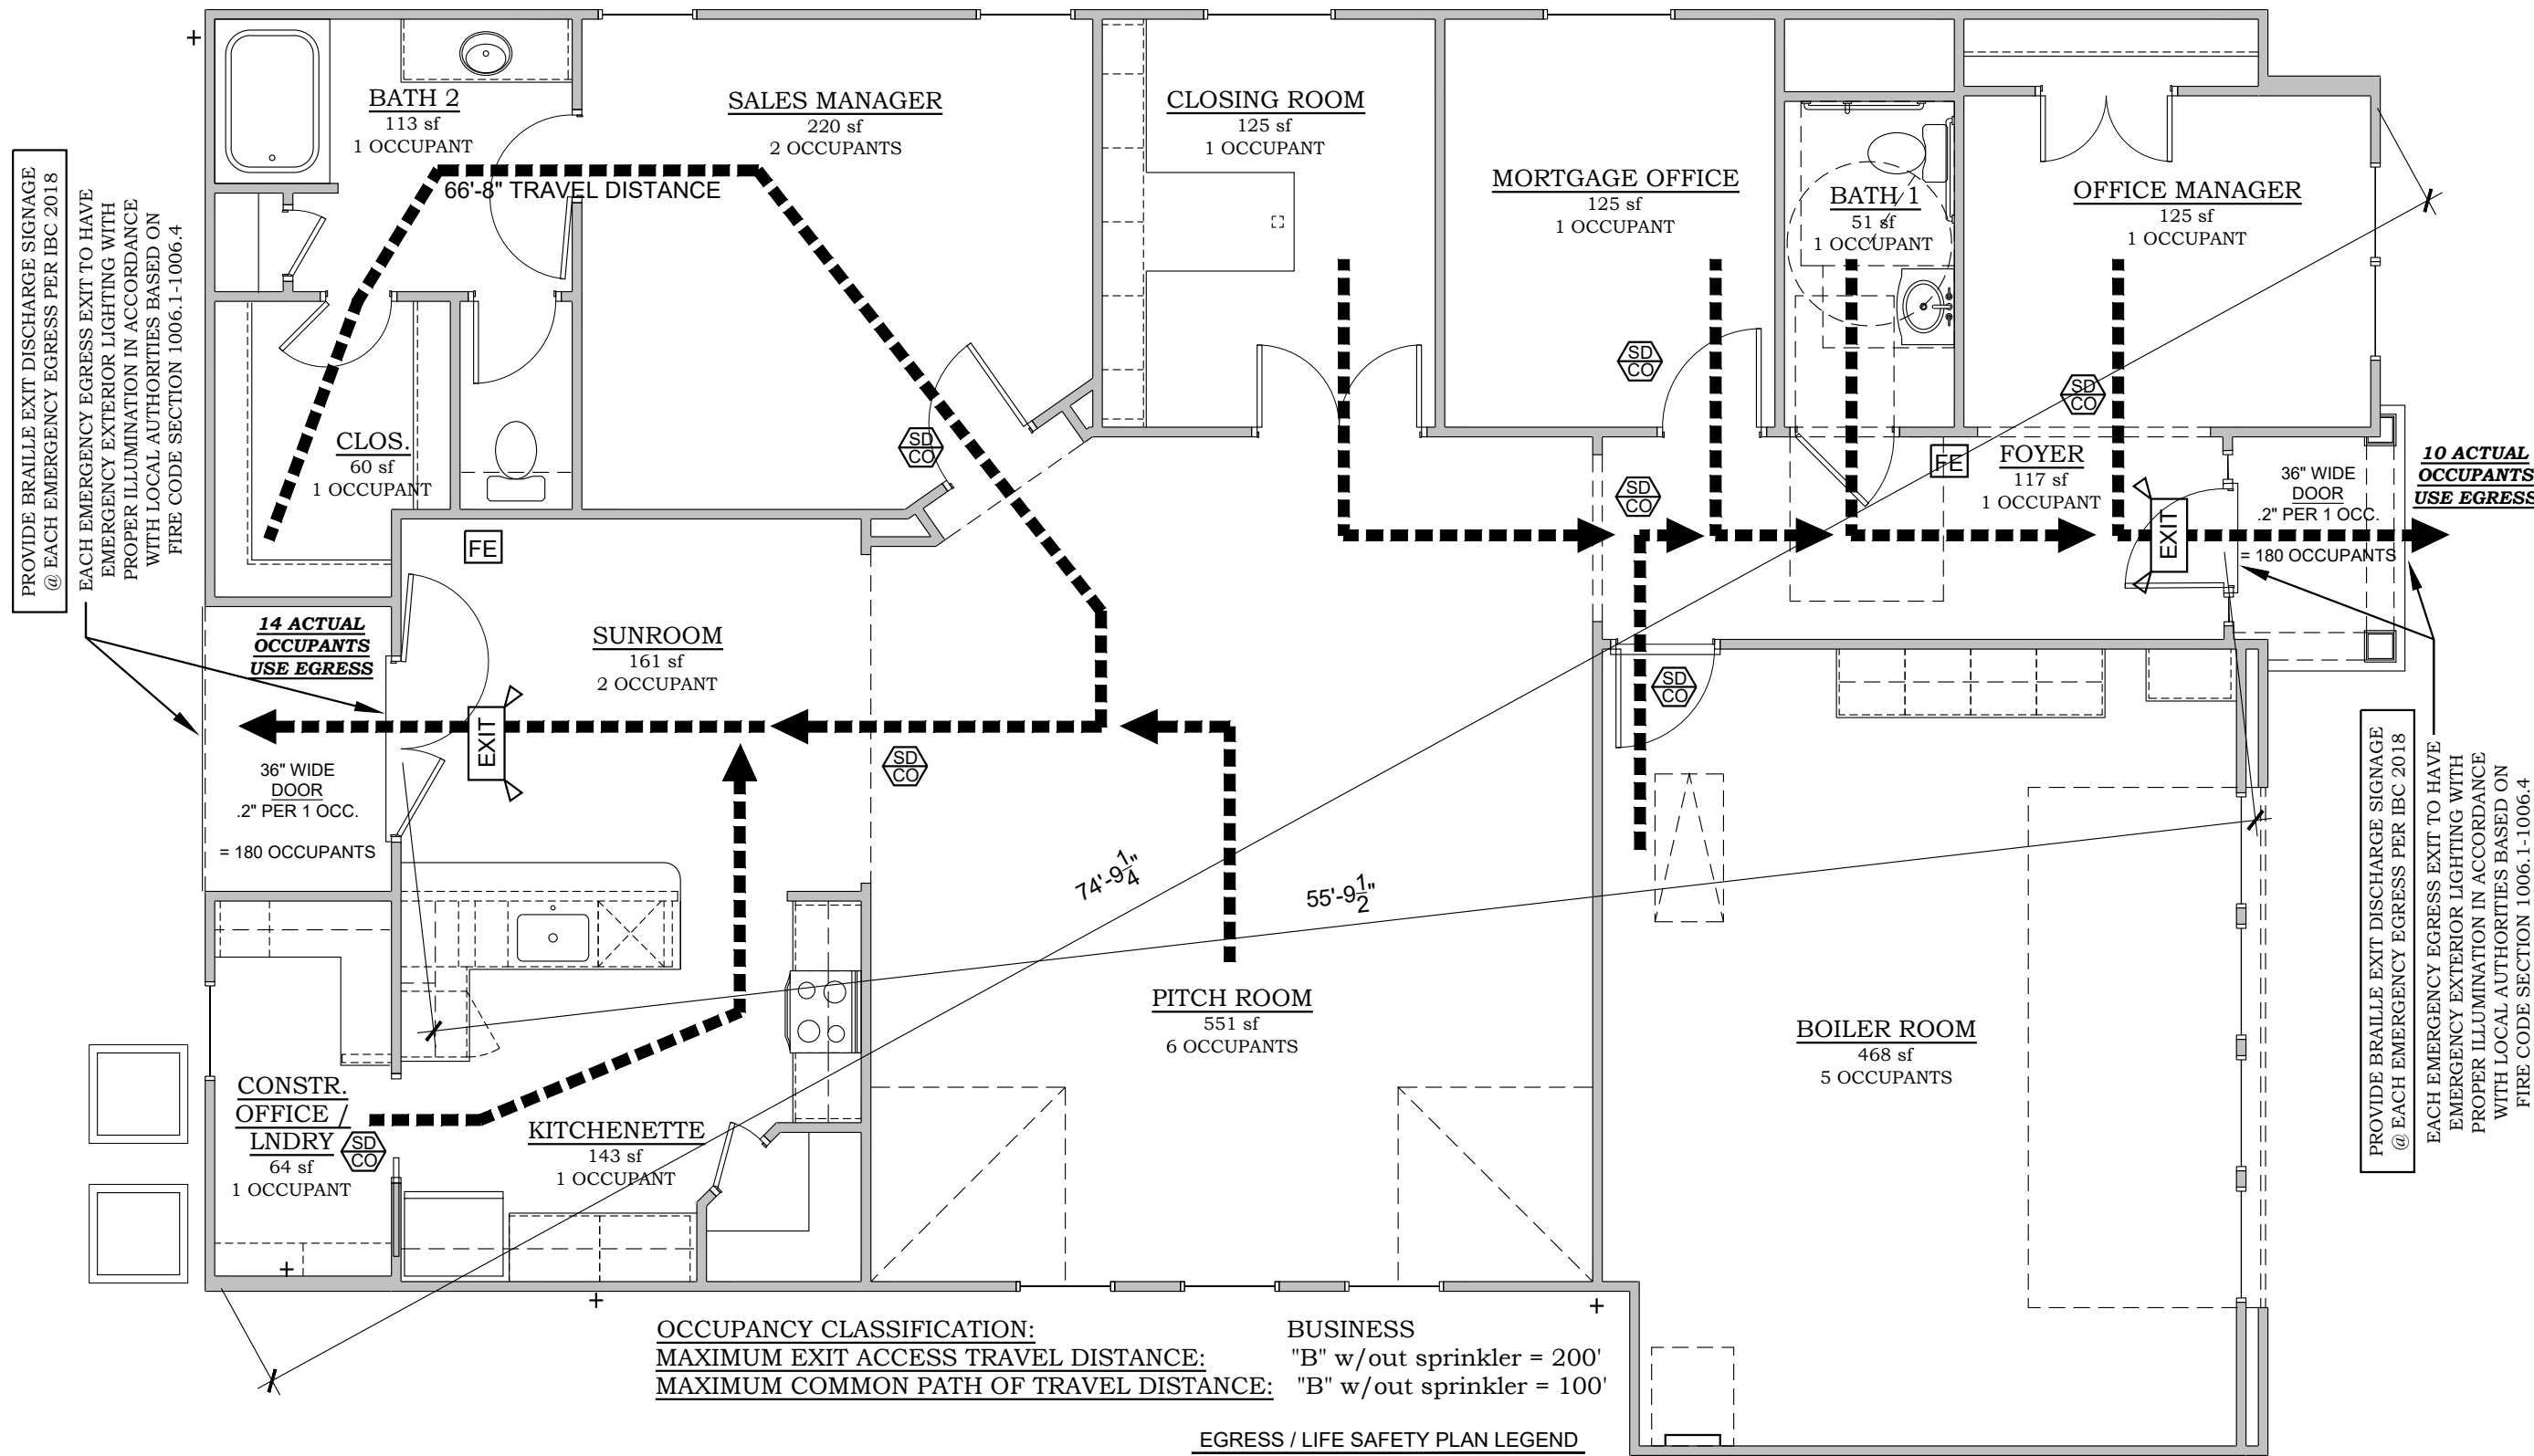 PROVIDE BRAILLE EXIT DISCHARGE SIGNAGE
@ EACH EMERGENCY EGRESS PER IBC 2018
EACH EMERGENCY EGRESS EXIT TO HAVE
EMERGENCY EXTERIOR LIGHTING WITH
PROPER ILLUMINATION IN ACCORDANCE
WITH LOCAL AUTHORITIES BASED ON
FIRE CODE SECTION 1006.1-1006.4
BATH 2
113 sf
1 OCCUPANT
66'-8" TRAVEL DISTANCE
SALES MANAGER
220 sf
2 OCCUPANTS
CLOSING ROOM
125 sf
1 OCCUPANT
MORTGAGE OFFICE
125 sf
1 OCCUPANT
BATH 1
51 sf
1 OCCUPANT
OFFICE MANAGER
125 sf
1 OCCUPANT
SD
CO
SD
CO
CLOS.
60 sf
1 OCCUPANT
SD
CO
SD
CO
FE
FOYER
117 sf
1 OCCUPANT
EXIT
36" WIDE
DOOR
.2" PER 1 OCC.
= 180 OCCUPANTS
10 ACTUAL
OCCUPANTS
USE EGRESS
FE
14 ACTUAL
OCCUPANTS
USE EGRESS
SUNROOM
161 sf
2 OCCUPANT
EXIT
SD
CO
SD
CO
36" WIDE
DOOR
.2" PER 1 OCC.
= 180 OCCUPANTS
74'-9 1/4"
55'-9 1/2"
PITCH ROOM
551 sf
6 OCCUPANTS
BOILER ROOM
468 sf
5 OCCUPANTS
PROVIDE BRAILLE EXIT DISCHARGE SIGNAGE
@ EACH EMERGENCY EGRESS PER IBC 2018
EACH EMERGENCY EGRESS EXIT TO HAVE
EMERGENCY EXTERIOR LIGHTING WITH
PROPER ILLUMINATION IN ACCORDANCE
WITH LOCAL AUTHORITIES BASED ON
FIRE CODE SECTION 1006.1-1006.4
CONSTR.
OFFICE /
LNDRY
64 sf
1 OCCUPANT
SD
CO
KITCHENETTE
143 sf
1 OCCUPANT
OCCUPANCY CLASSIFICATION: BUSINESS
MAXIMUM EXIT ACCESS TRAVEL DISTANCE: "B" w/out sprinkler = 200'
MAXIMUM COMMON PATH OF TRAVEL DISTANCE: "B" w/out sprinkler = 100'
EGRESS / LIFE SAFETY PLAN LEGEND